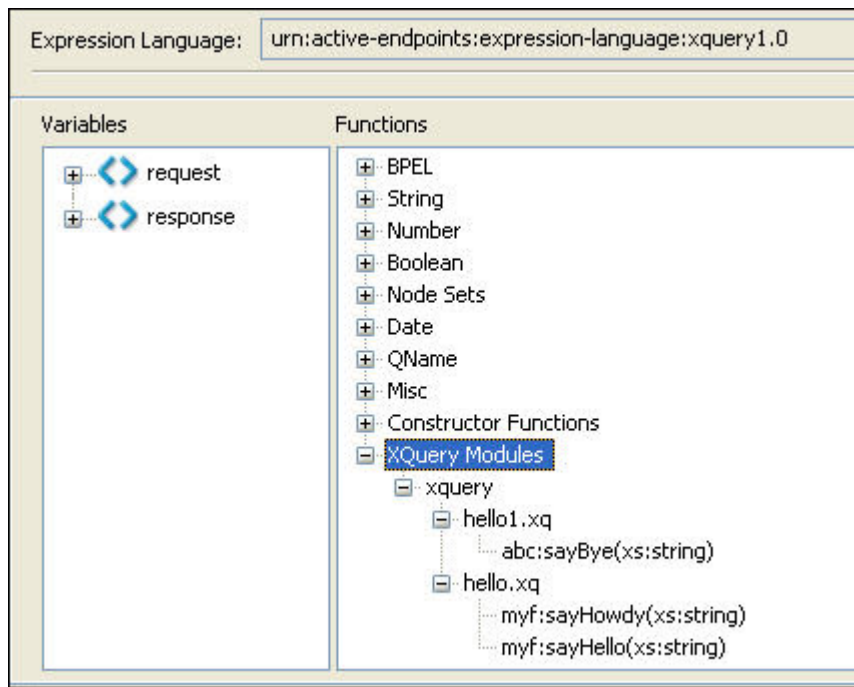 Expression Language: urn:active-endpoints:expression-language:xquery1.0
Variables
request
response
Functions
BPEL
String
Number
Boolean
Node Sets
Date
QName
Misc
Constructor Functions
XQuery Modules
xquery
hello1.xq
abc:sayBye(xs:string)
hello.xq
myf:sayHowdy(xs:string)
myf:sayHello(xs:string)